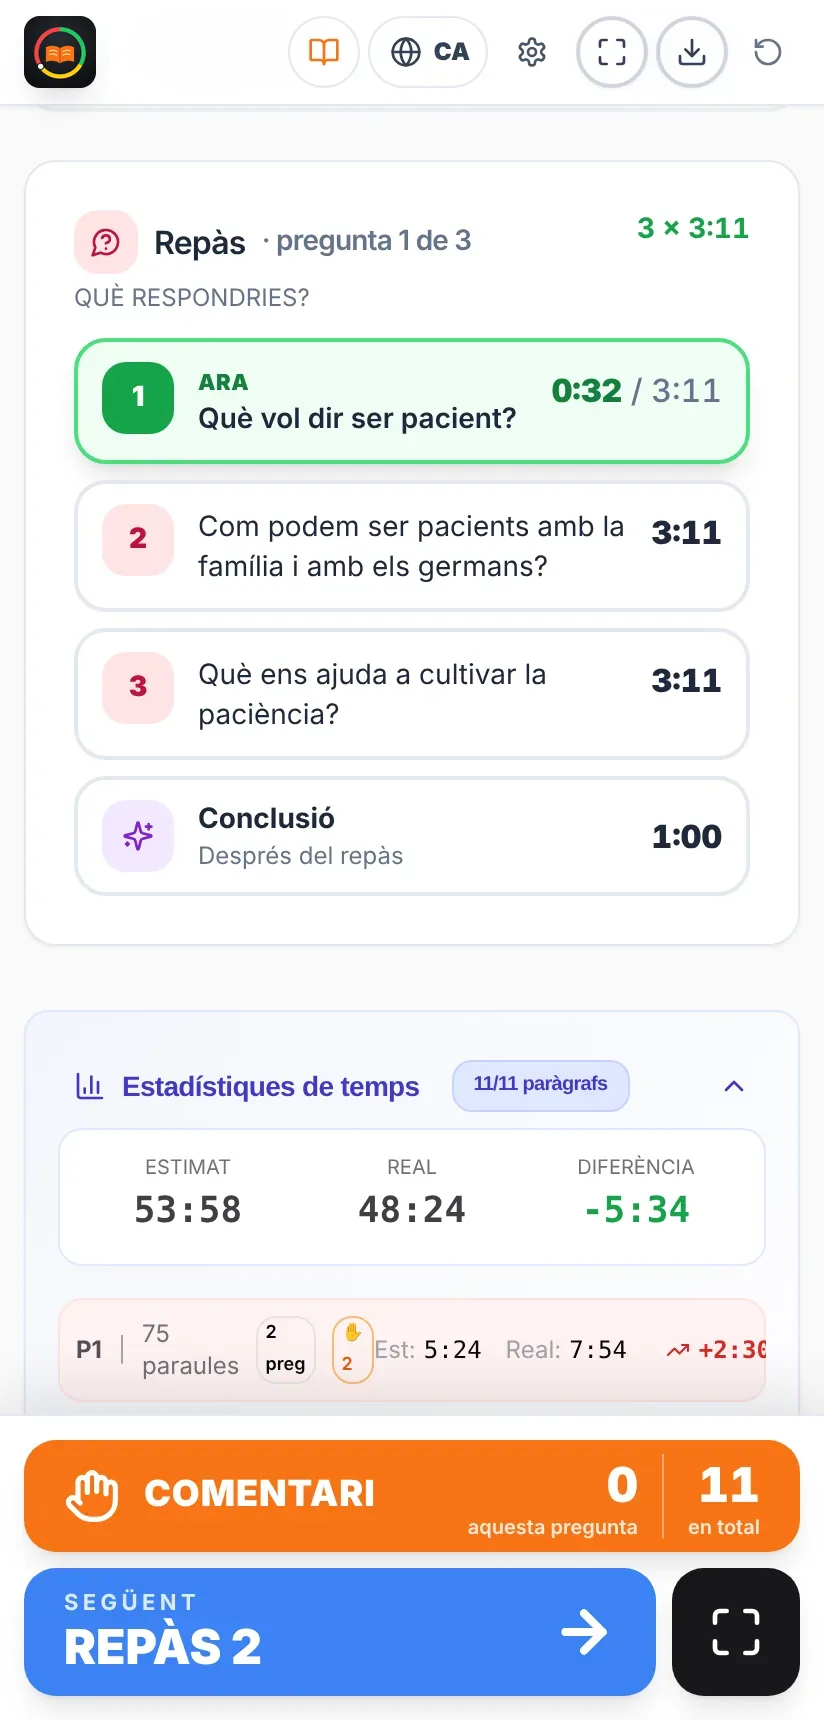 CA
Repàs · pregunta 1 de 3
3 × 3:11
QUÈ RESPONDRIES?
1
ARA
Què vol dir ser pacient?
0:32 / 3:11
2
Com podem ser pacients amb la
família i amb els germans?
3:11
3
Què ens ajuda a cultivar la
paciència?
3:11
Conclusió
Després del repàs
1:00
Estadístiques de temps
11/11 paràgrafs
ESTIMAT
53:58
REAL
48:24
DIFERÈNCIA
-5:34
P1
75
paraules
2
preg
2
Est: 5:24
Real: 7:54
+2:30
COMENTARI
0
aquesta pregunta
11
en total
SEGÜENT
REPÀS 2